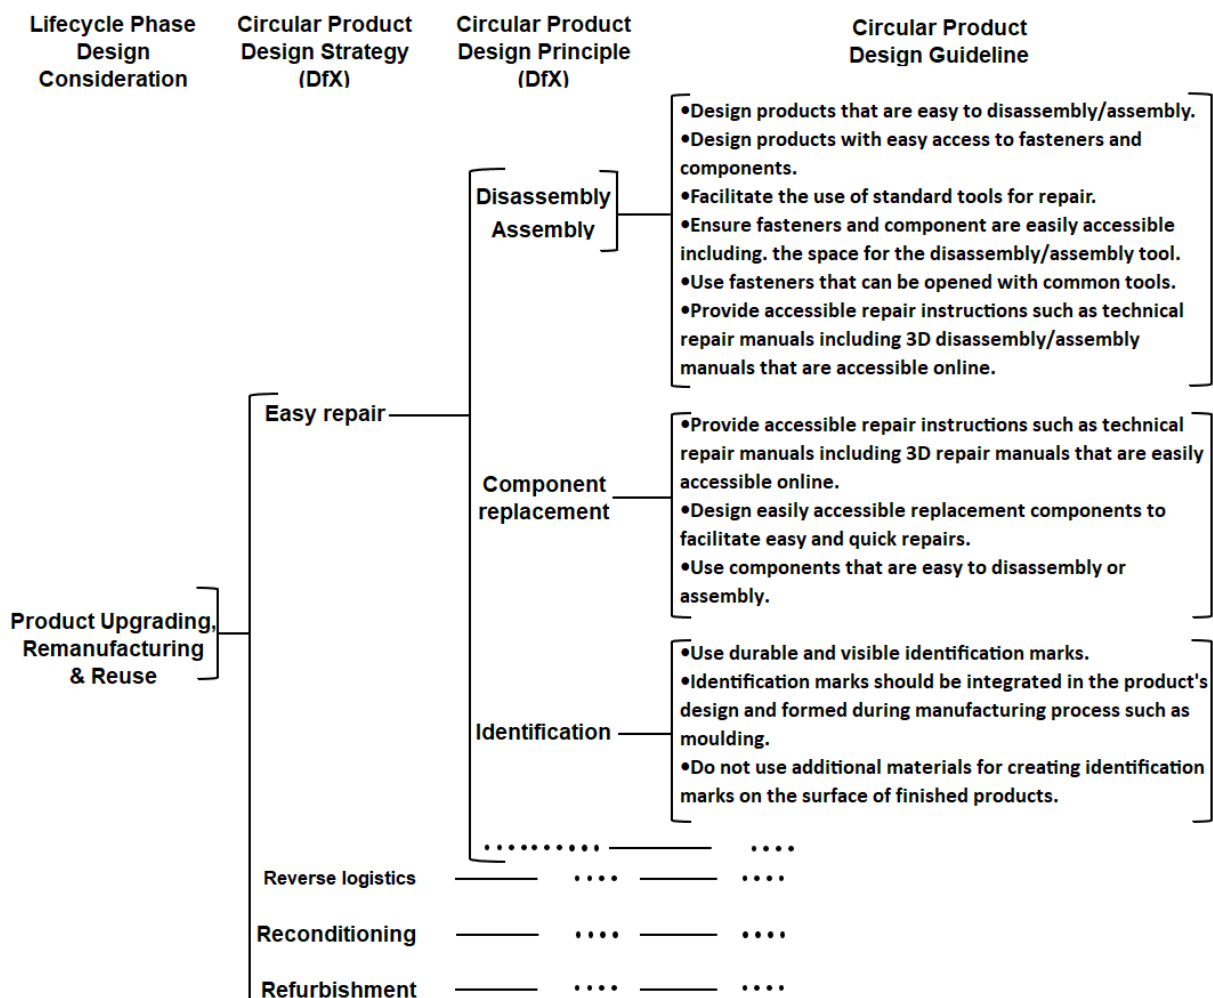 Lifecycle Phase
Design
Consideration
Circular Product
Design Strategy
(DfX)
Circular Product
Design Principle
(DfX)
Circular Product
Design Guideline
Product Upgrading,
Remanufacturing
& Reuse
Easy repair
Disassembly
Assembly
•Design products that are easy to disassembly/assembly.
•Design products with easy access to fasteners and
components.
•Facilitate the use of standard tools for repair.
•Ensure fasteners and component are easily accessible
including. the space for the disassembly/assembly tool.
•Use fasteners that can be opened with common tools.
•Provide accessible repair instructions such as technical
repair manuals including 3D disassembly/assembly
manuals that are accessible online.
Component
replacement
•Provide accessible repair instructions such as technical
repair manuals including 3D repair manuals that are easily
accessible online.
•Design easily accessible replacement components to
facilitate easy and quick repairs.
•Use components that are easy to disassembly or
assembly.
Identification
•Use durable and visible identification marks.
•Identification marks should be integrated in the product's
design and formed during manufacturing process such as
moulding.
•Do not use additional materials for creating identification
marks on the surface of finished products.
.......... ....
Reverse logistics .... ....
Reconditioning .... ....
Refurbishment .... ....